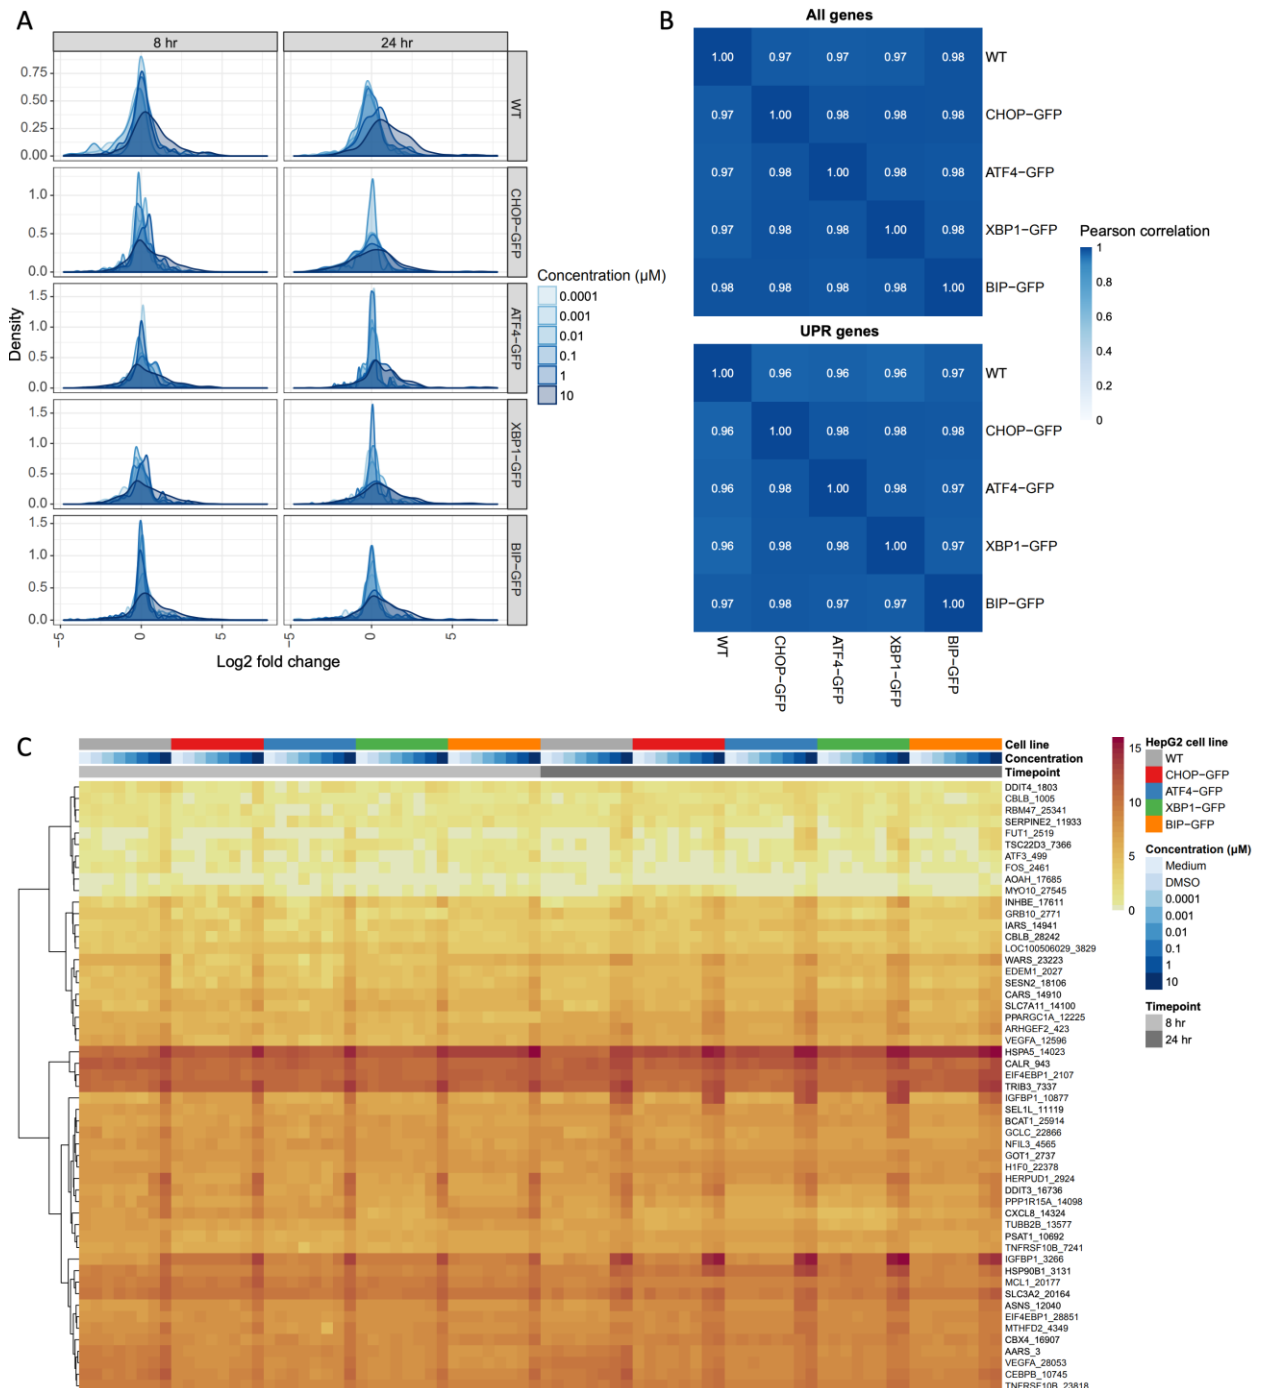 A
8 hr
24 hr
0.75
0.50
0.25
0.00
WT
1.0
0.5
0.0
CHOP−GFP
1.5
1.0
0.5
0.0
ATF4−GFP
1.5
1.0
0.5
0.0
XBP1−GFP
1.5
1.0
0.5
0.0
BIP−GFP
Density
−5
0
5
−5
0
5
Log2 fold change
Concentration (µM)
0.0001
0.001
0.01
0.1
1
10
B
All genes
1.00 0.97 0.97 0.97 0.98 WT
0.97 1.00 0.98 0.98 0.98 CHOP−GFP
0.97 0.98 1.00 0.98 0.98 ATF4−GFP
0.97 0.98 0.98 1.00 0.98 XBP1−GFP
0.98 0.98 0.98 0.98 1.00 BIP−GFP
UPR genes
1.00 0.96 0.96 0.96 0.97 WT
0.96 1.00 0.98 0.98 0.98 CHOP−GFP
0.96 0.98 1.00 0.98 0.97 ATF4−GFP
0.96 0.98 0.98 1.00 0.97 XBP1−GFP
0.97 0.98 0.97 0.97 1.00 BIP−GFP
WT
CHOP−GFP
ATF4−GFP
XBP1−GFP
BIP−GFP
Pearson correlation
1
0.8
0.6
0.4
0.2
0
C
Cell line
Concentration
Timepoint
DDIT4_1803
CBLB_1005
RBM47_25341
SERPINE2_11933
FUT1_2519
TSC22D3_7366
ATF3_499
FOS_2461
AOAH_17685
MYO10_27545
INHBE_17611
GRB10_2771
IARS_14941
CBLB_28242
LOC100506029_3829
WARS_23223
EDEM1_2027
SESN2_18106
CARS_14910
SLC7A11_14100
PPARGC1A_12225
ARHGEF2_423
VEGFA_12596
HSPA5_14023
CALR_943
EIF4EBP1_2107
TRIB3_7337
IGFBP1_10877
SEL1L_11119
BCAT1_25914
GCLC_22866
NFIL3_4565
GOT1_2737
H1F0_22378
HERPUD1_2924
DDIT3_16736
PPP1R15A_14098
CXCL8_14324
TUBB2B_13577
PSAT1_10692
TNFRSF10B_7241
IGFBP1_3266
HSP90B1_3131
MCL1_20177
SLC3A2_20164
ASNS_12040
EIF4EBP1_28851
MTHFD2_4349
CBX4_16907
AARS_3
VEGFA_28053
CEBPB_10745
TNFRSF10B_23818
15
10
5
0
HepG2 cell line
WT
CHOP−GFP
ATF4−GFP
XBP1−GFP
BIP−GFP
Concentration (µM)
Medium
DMSO
0.0001
0.001
0.01
0.1
1
10
Timepoint
8 hr
24 hr